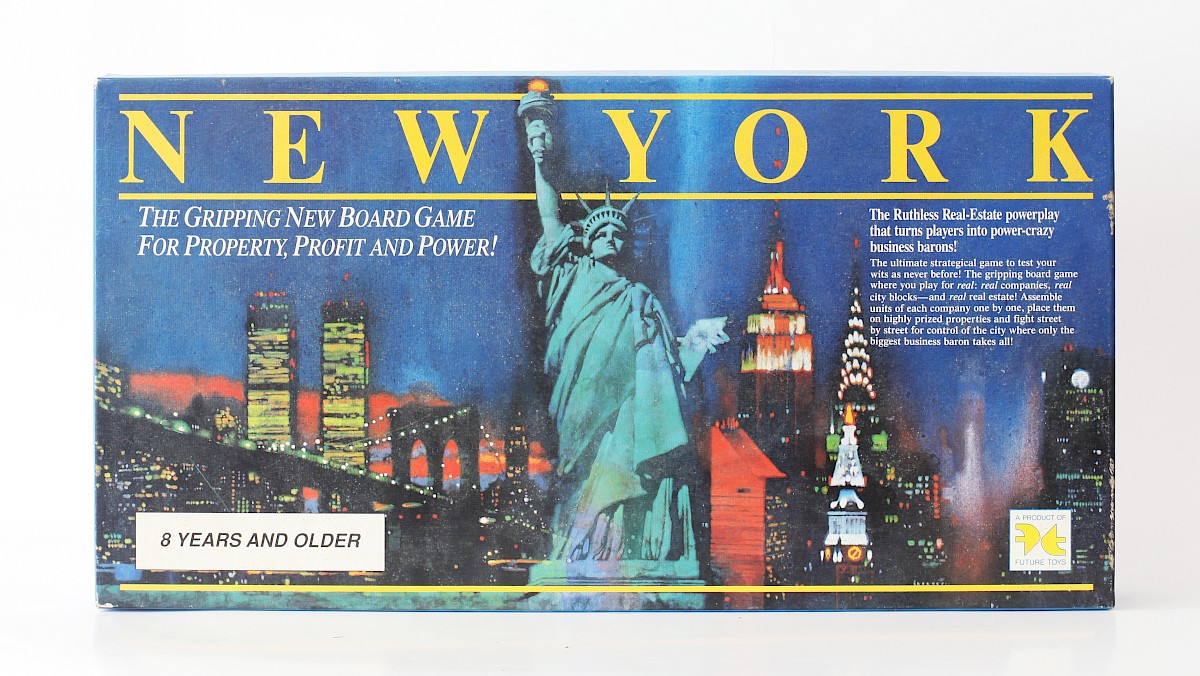 NEW YORK
THE GRIPPING NEW BOARD GAME
FOR PROPERTY, PROFIT AND POWER!
The Ruthless Real-Estate powerplay
that turns players into power-crazy
business barons!
The ultimate strategical game to test your
wits as never before! The gripping board game
where you play for real: real companies, real
city blocks—and real real estate! Assemble
units of each company one by one, place them
on highly prized properties and fight street
by street for control of the city where only the
biggest business baron takes all!
8 YEARS AND OLDER
A PRODUCT OF
FUTURE TOYS